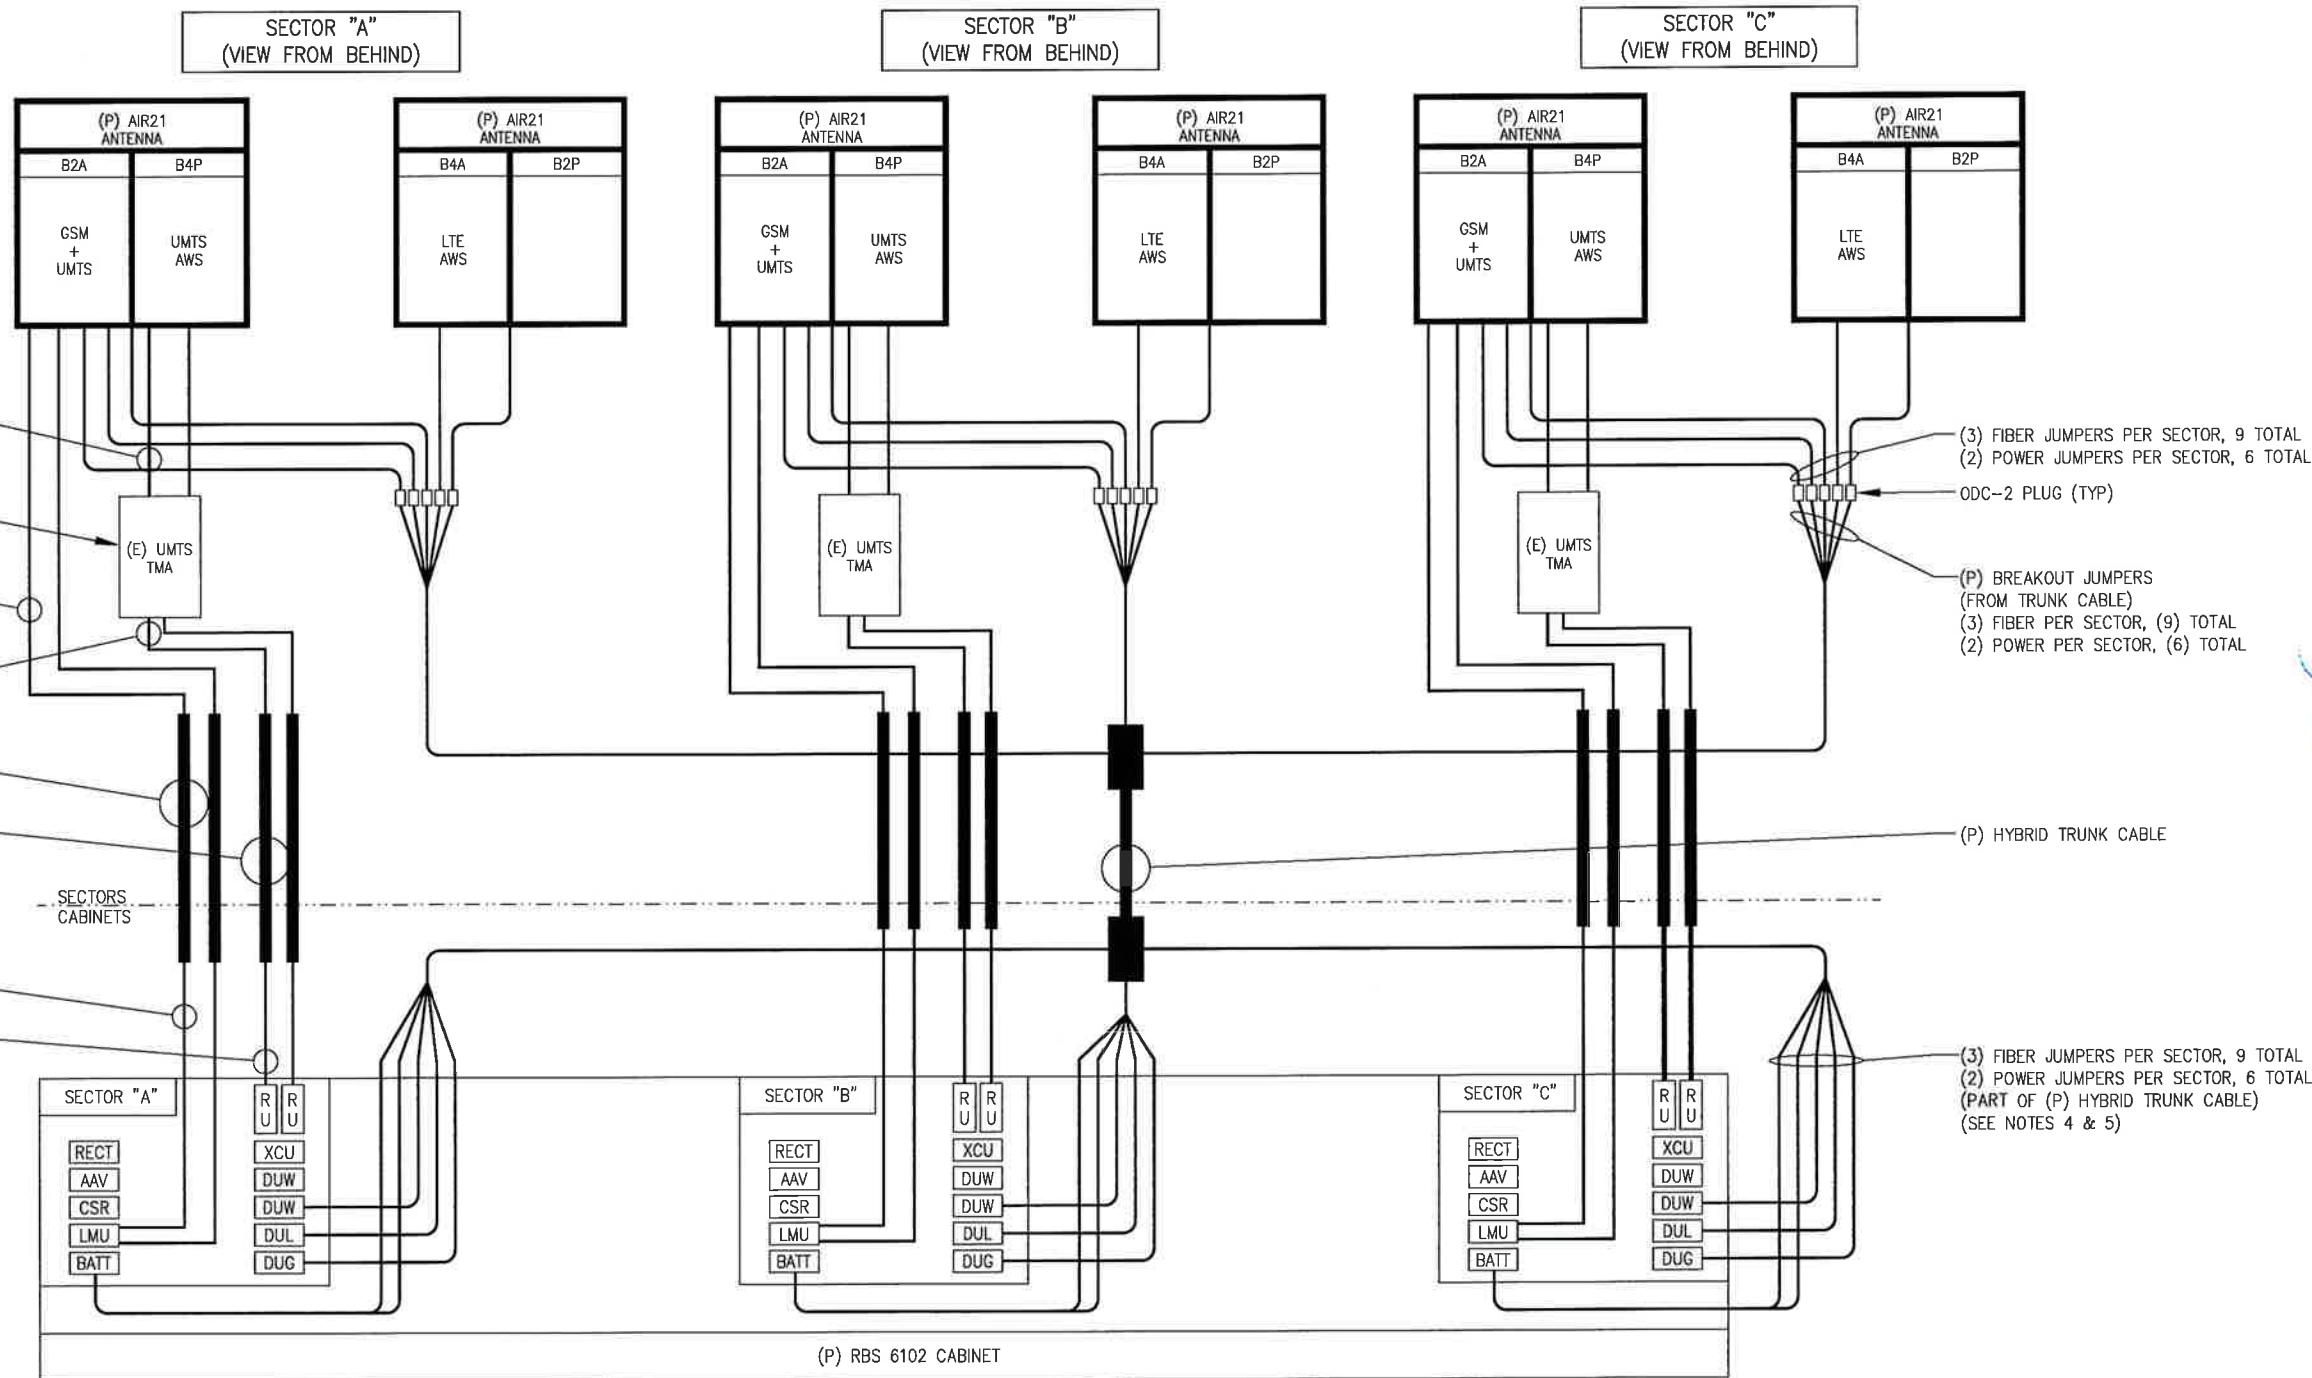 SECTOR "A"
(VIEW FROM BEHIND)
SECTOR "B"
(VIEW FROM BEHIND)
SECTOR "C"
(VIEW FROM BEHIND)
(P) AIR21
ANTENNA
B2A
B4P
GSM
+
UMTS
UMTS
AWS
(P) AIR21
ANTENNA
B4A
B2P
LTE
AWS
(P) AIR21
ANTENNA
B2A
B4P
GSM
+
UMTS
UMTS
AWS
(P) AIR21
ANTENNA
B4A
B2P
LTE
AWS
(P) AIR21
ANTENNA
B2A
B4P
GSM
+
UMTS
UMTS
AWS
(P) AIR21
ANTENNA
B4A
B2P
LTE
AWS
(E) UMTS
TMA
(E) UMTS
TMA
(E) UMTS
TMA
(3) FIBER JUMPERS PER SECTOR, 9 TOTAL
(2) POWER JUMPERS PER SECTOR, 6 TOTAL
ODC-2 PLUG (TYP)
(P) BREAKOUT JUMPERS
(FROM TRUNK CABLE)
(3) FIBER PER SECTOR, (9) TOTAL
(2) POWER PER SECTOR, (6) TOTAL
(P) HYBRID TRUNK CABLE
SECTORS
CABINETS
(3) FIBER JUMPERS PER SECTOR, 9 TOTAL
(2) POWER JUMPERS PER SECTOR, 6 TOTAL
(PART OF (P) HYBRID TRUNK CABLE)
(SEE NOTES 4 & 5)
SECTOR "A"
RU
RU
RECT
AAV
CSR
LMU
BATT
XCU
DUW
DUW
DUL
DUG
SECTOR "B"
RU
RU
RECT
AAV
CSR
LMU
BATT
XCU
DUW
DUW
DUL
DUG
SECTOR "C"
RU
RU
RECT
AAV
CSR
LMU
BATT
XCU
DUW
DUW
DUL
DUG
(P) RBS 6102 CABINET